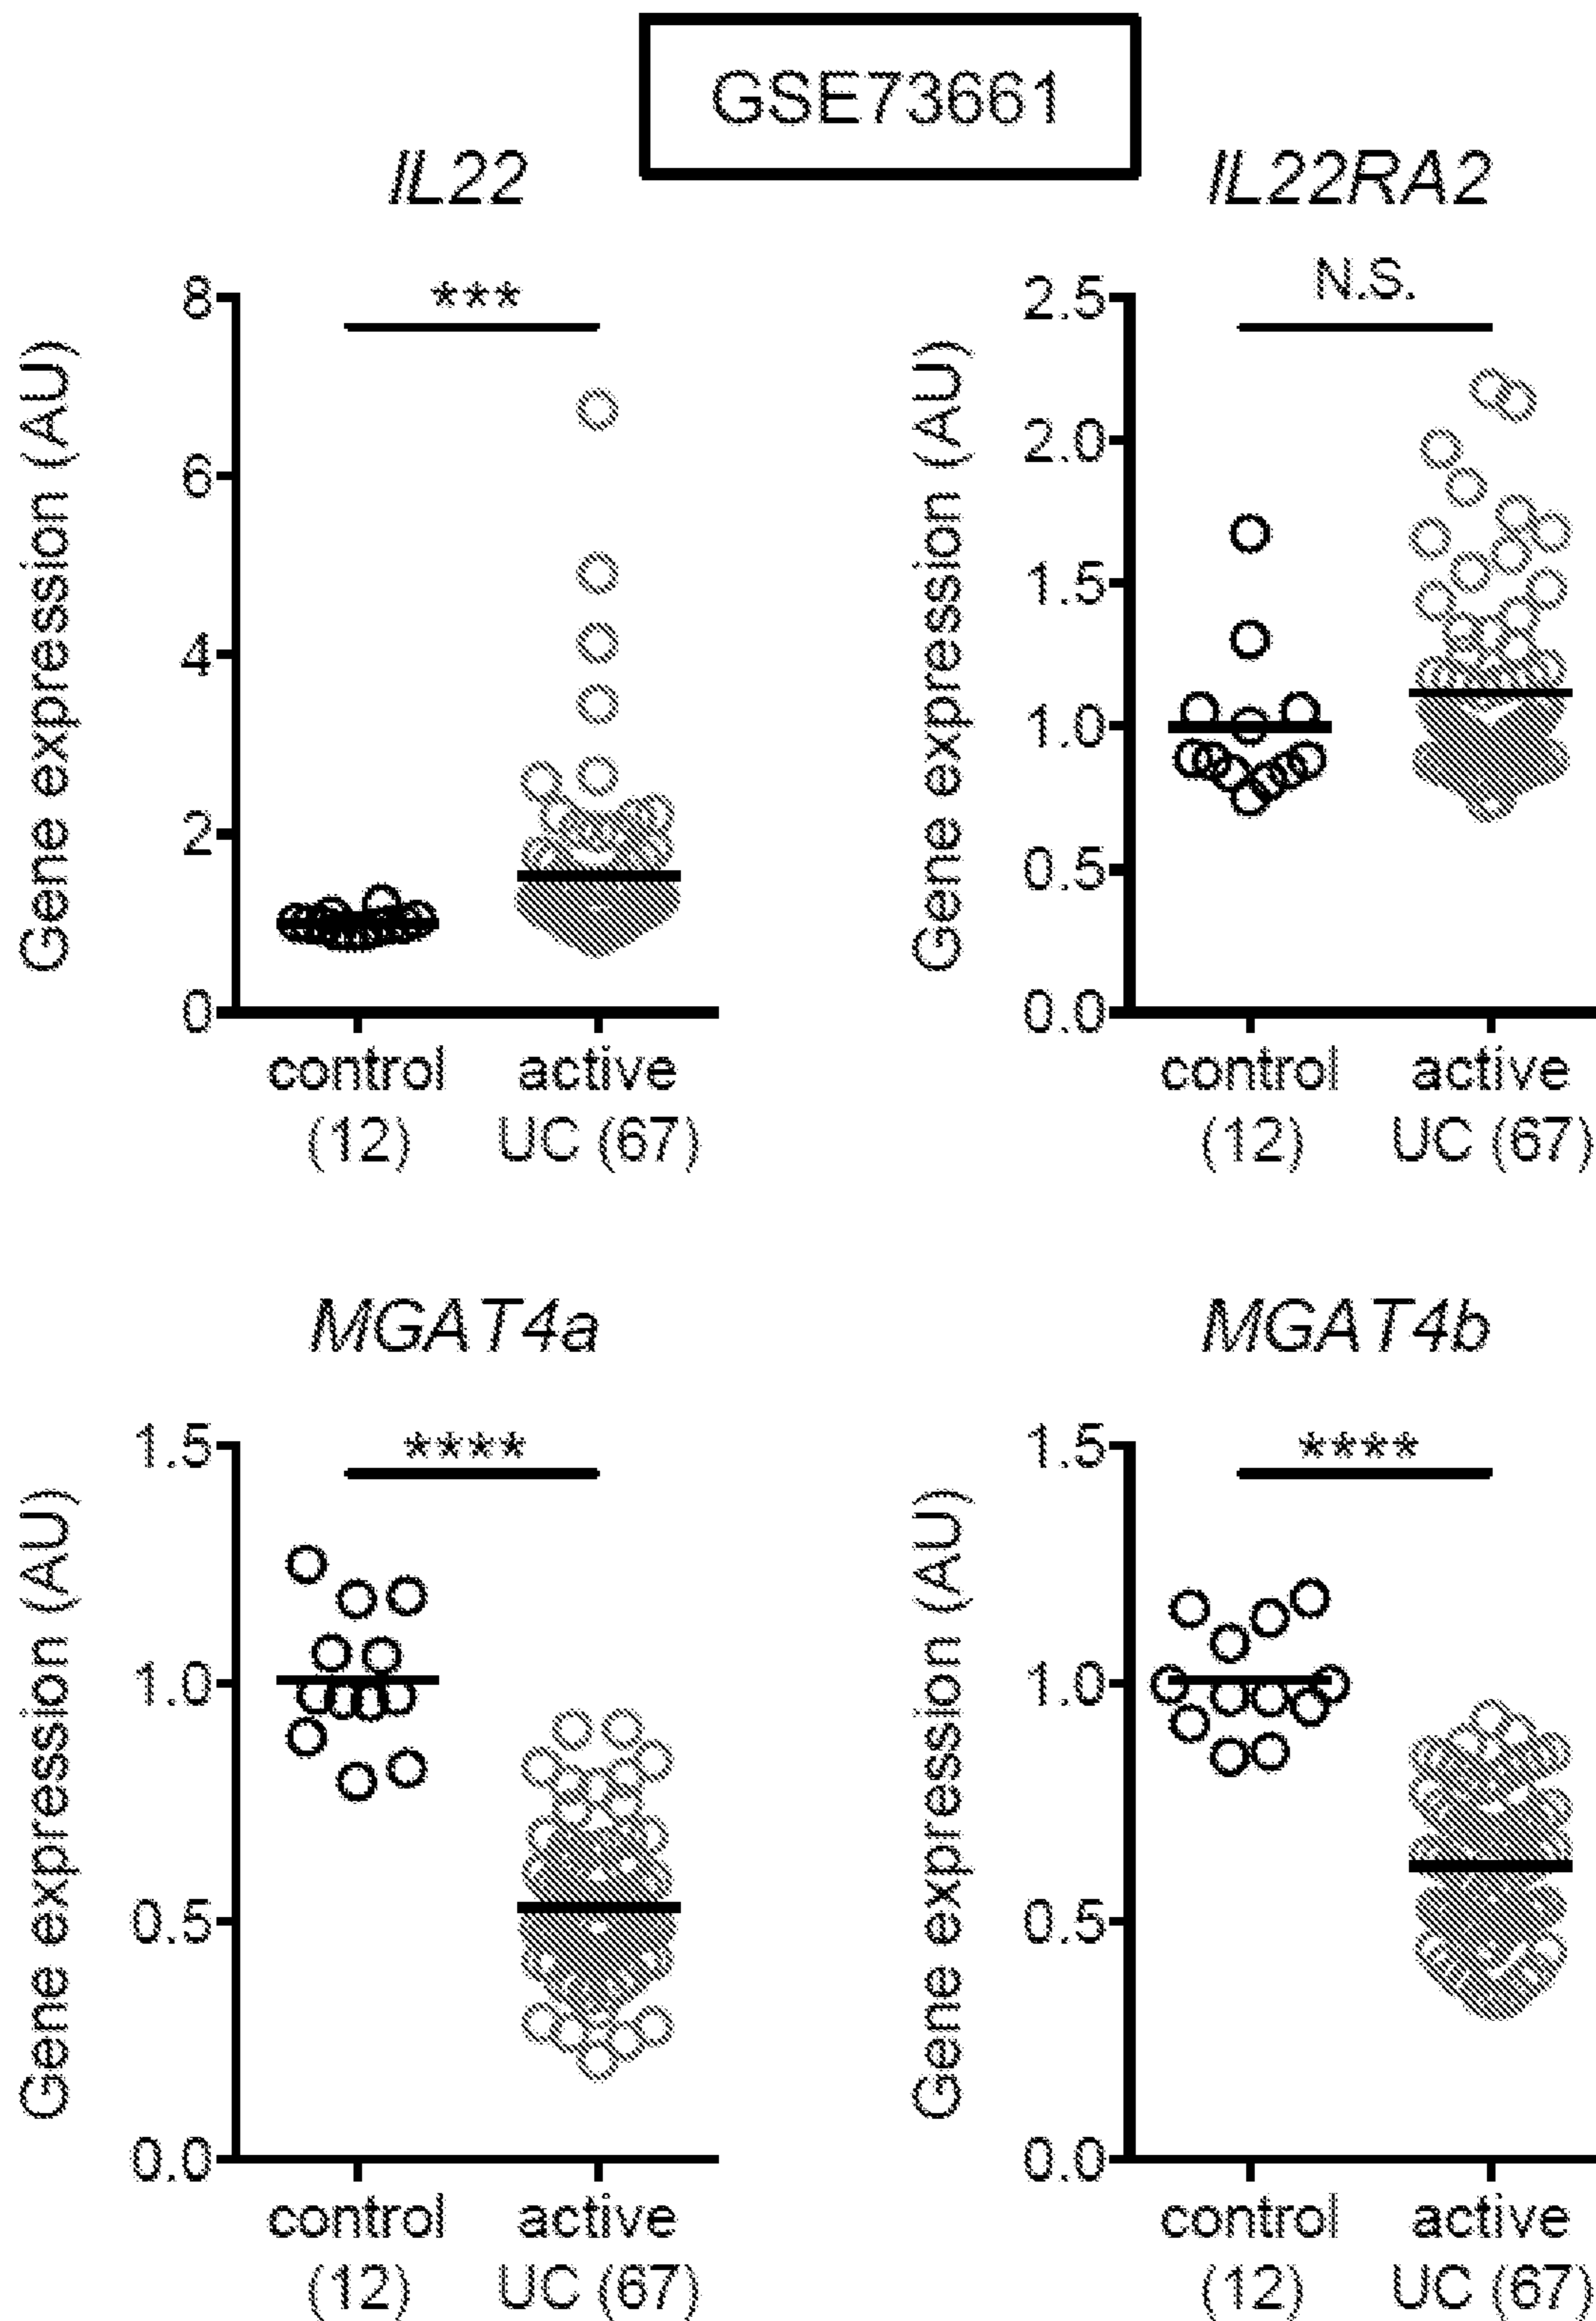 GSE73661
IL22
Gene expression (AU)
***
8
6
4
2
0
control
(12)
active
UC (67)
IL22RA2
Gene expression (AU)
N.S.
2.5
2.0
1.5
1.0
0.5
0.0
control
(12)
active
UC (67)
MGAT4a
Gene expression (AU)
****
1.5
1.0
0.5
0.0
control
(12)
active
UC (67)
MGAT4b
Gene expression (AU)
****
1.5
1.0
0.5
0.0
control
(12)
active
UC (67)